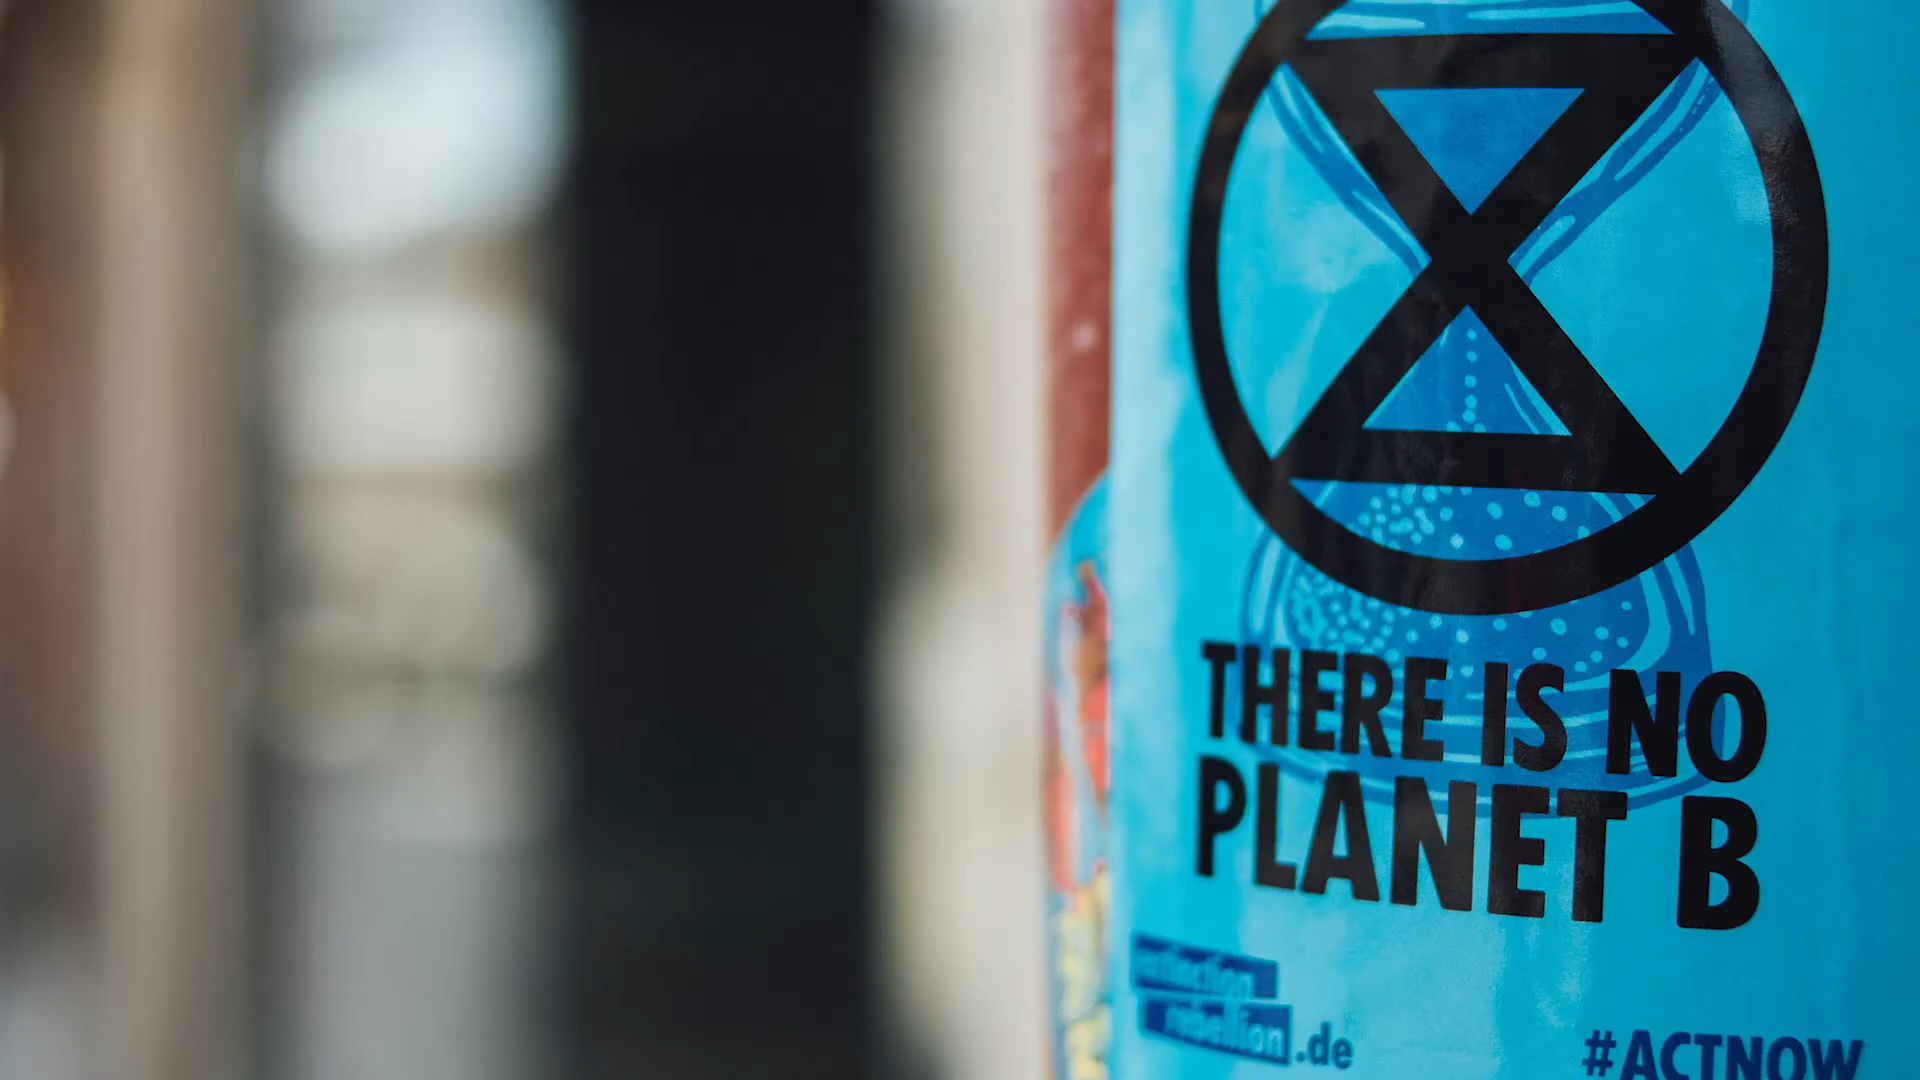 THERE IS NO
PLANET B
extinction
rebellion.de
#ACTNOW